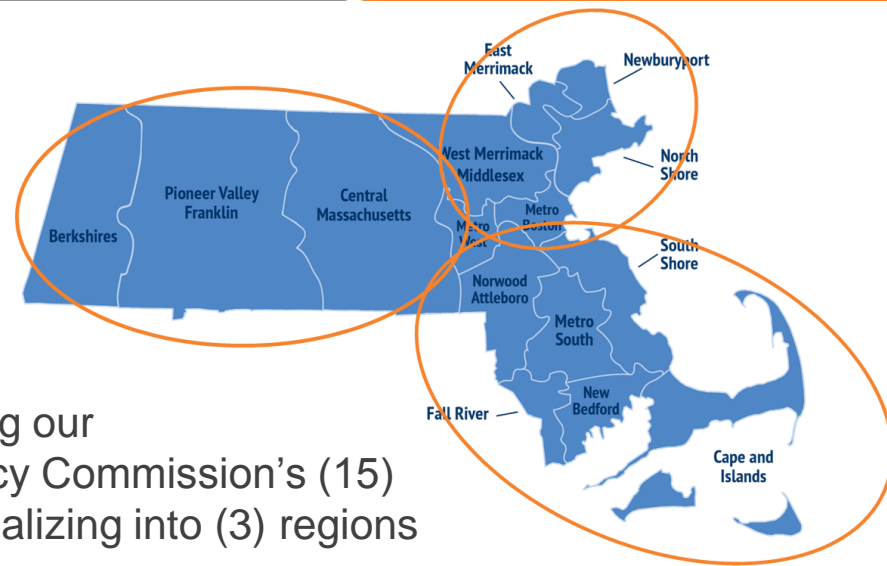 East
Merrimack
Newburyport
West Merrimack
Middlesex
North
Shore
Pioneer Valley
Franklin
Central
Massachusetts
Berkshires
Metro
Boston
Metro
West
South
Shore
Norwood
Attleboro
Metro
South
New
Bedford
Fall River
Cape and
Islands
g our
cy Commission's (15)
alizing into (3) regions